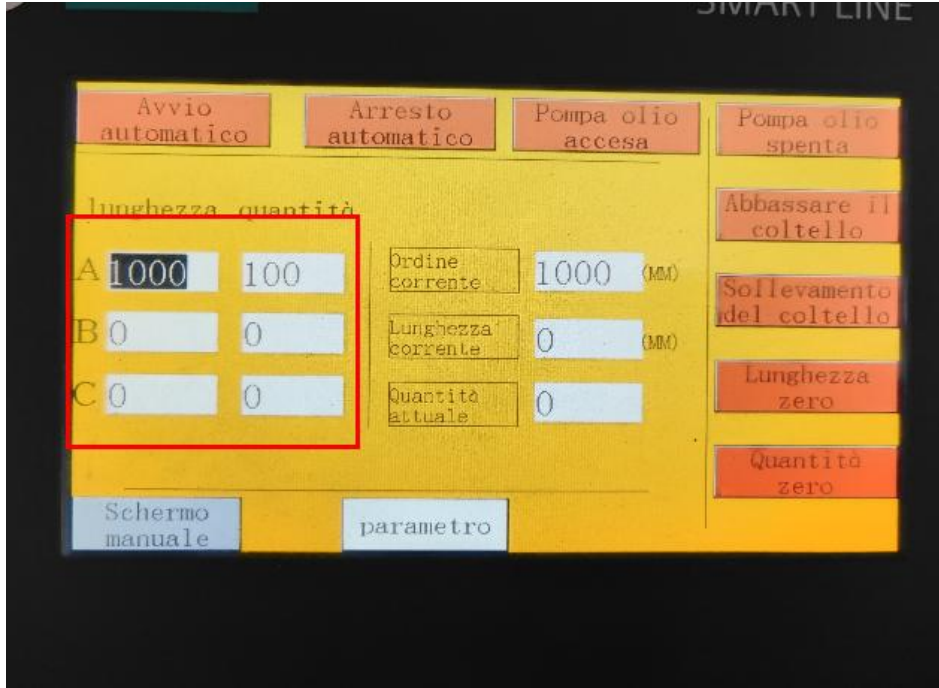 SMART LINE
Avvio
automatico
Arresto
automatico
Pompa olio
accesa
Pompa olio
spenta
lunghezza quantità
Abbassare il
coltello
A 1000 100
Ordine
corrente
1000 (MM)
Sollevamento
del coltello
B 0 0
Lunghezza
corrente
0 (MM)
Lunghezza
zero
C 0 0
Quantità
attuale
0
Quantità
zero
Schermo
manuale
parametro